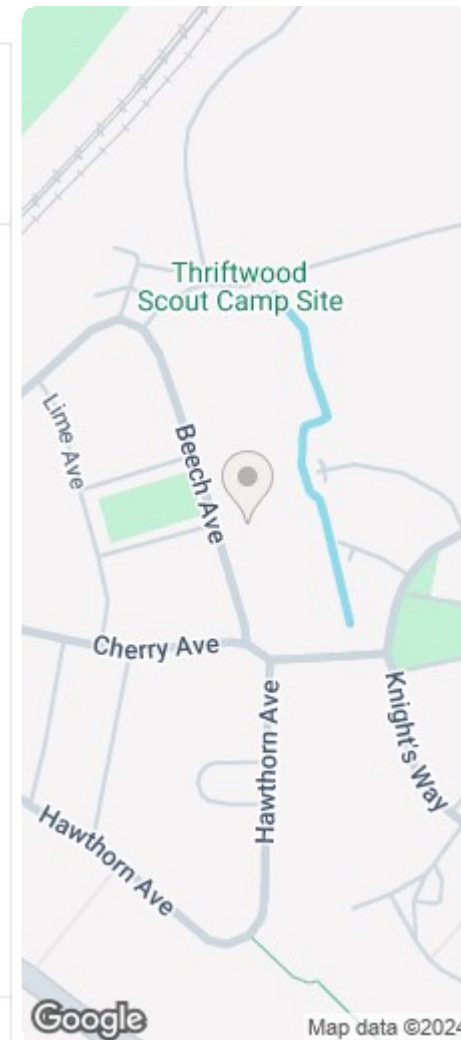 Thriftwood
Scout Camp Site
Lime Ave
Beech Ave
Cherry Ave
Hawthorn Ave
Knight's Way
Hawthorn Ave
Google
Map data ©2024